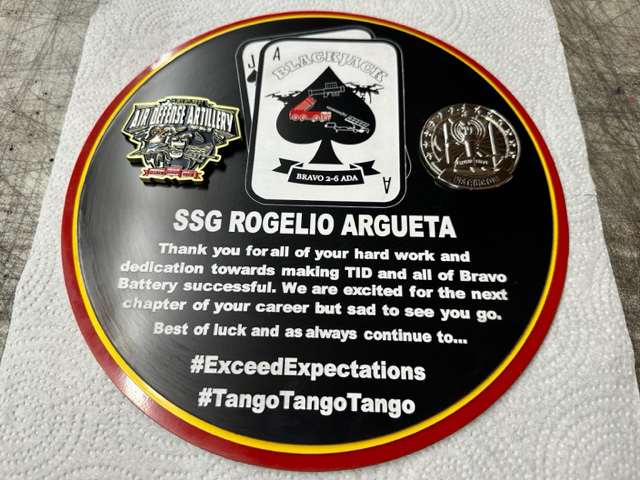 J
A
BLACKJACK
AIR DEFENSE ARTILLERY
BRAVO 2-6 ADA
A
SSG ROGELIO ARGUETA
Thank you for all of your hard work and
dedication towards making TID and all of Bravo
Battery successful. We are excited for the next
chapter of your career but sad to see you go.
Best of luck and as always continue to...
#ExceedExpectations
#TangoTangoTango